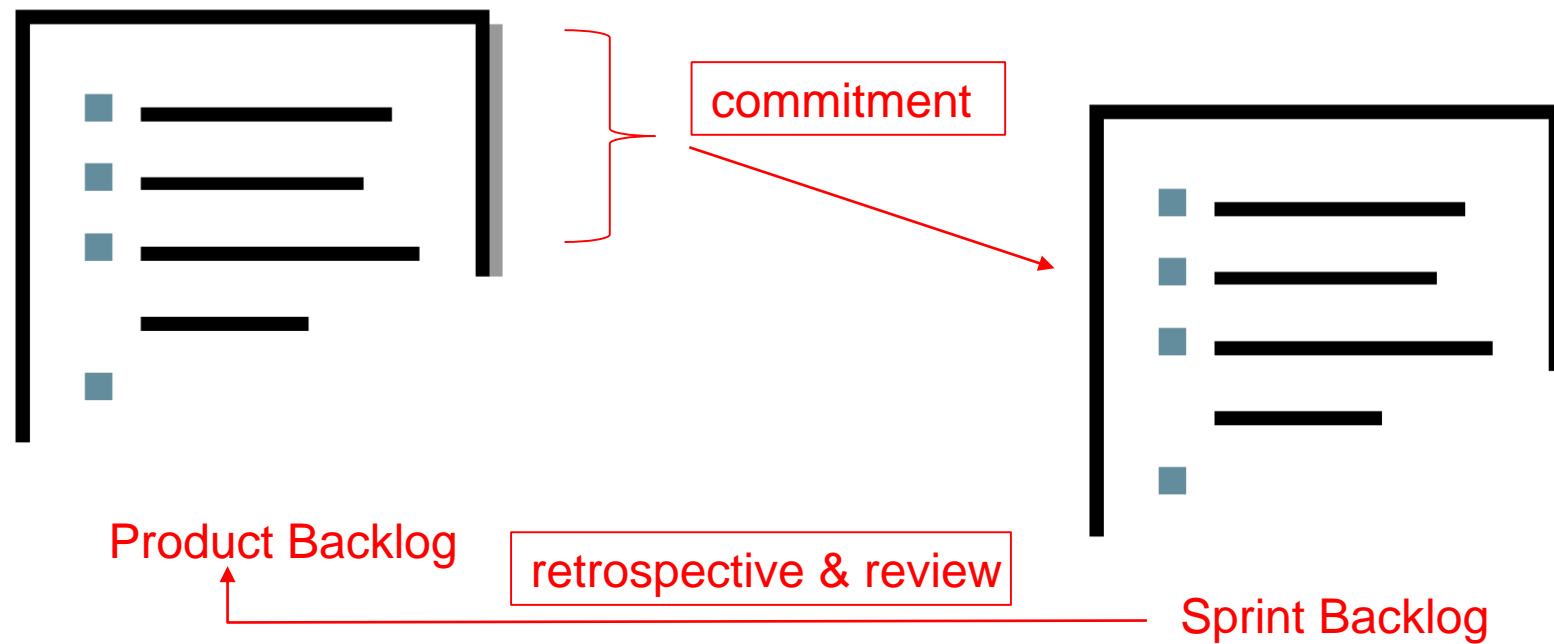 commitment
Product Backlog
retrospective & review
Sprint Backlog